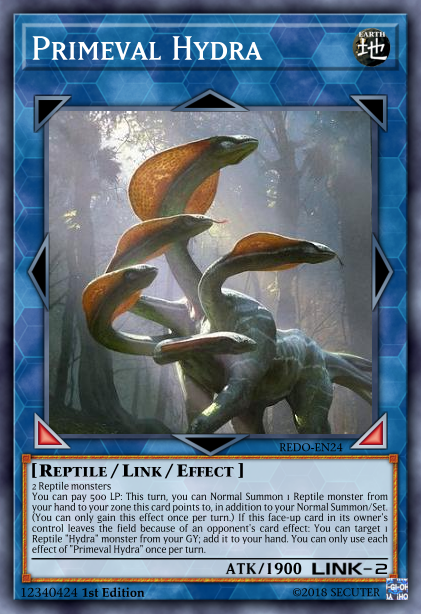 Primeval Hydra
EARTH
地
REDO-EN24
[Reptile / Link / Effect]
2 Reptile monsters
You can pay 500 LP: This turn, you can Normal Summon 1 Reptile monster from
your hand to your zone this card points to, in addition to your Normal Summon/Set.
(You can only gain this effect once per turn.) If this face-up card in its owner's
control leaves the field because of an opponent's card effect: You can target 1
Reptile "Hydra" monster from your GY; add it to your hand. You can only use each
effect of "Primeval Hydra" once per turn.
ATK/1900 LINK-2
12340424 1st Edition ©2018 SECUTER